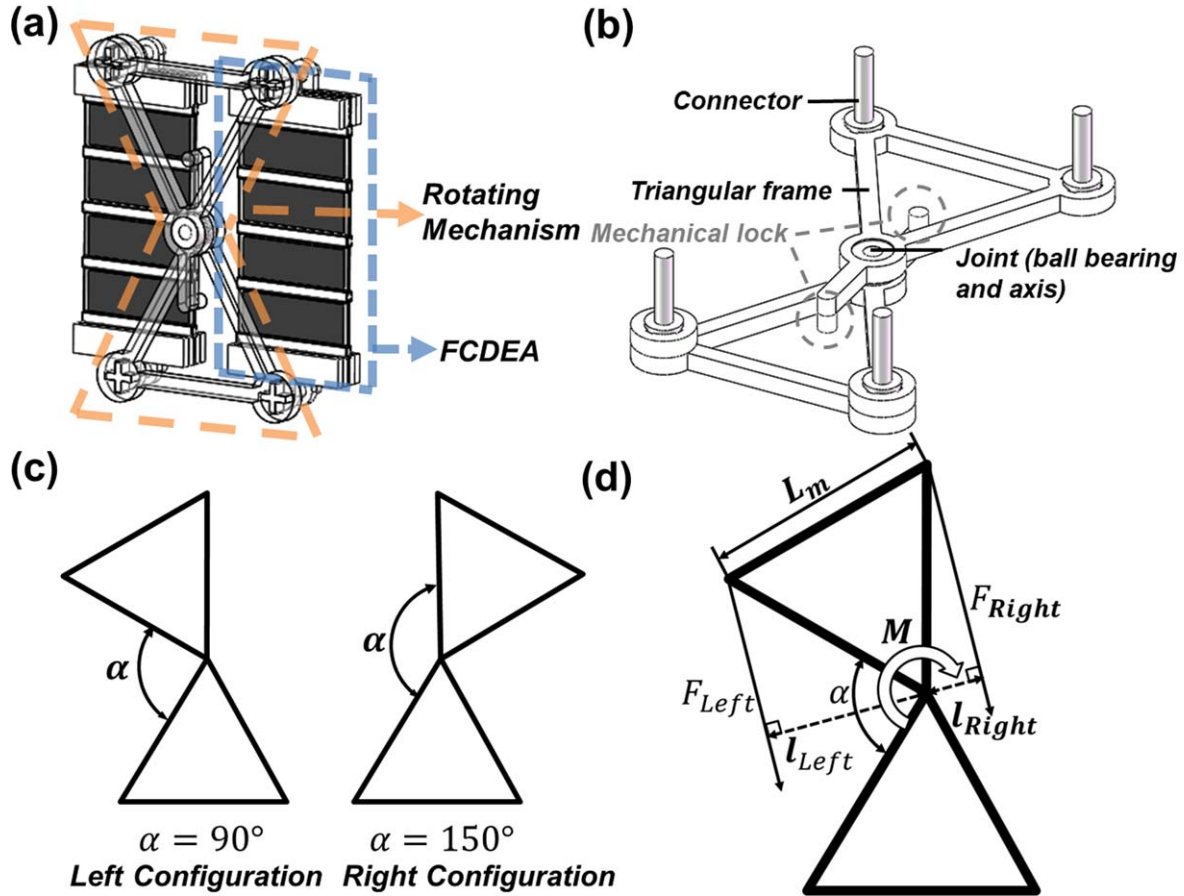 (a)
Rotating
Mechanism
FCDEA
(b)
Connector
Triangular frame
Mechanical lock
Joint (ball bearing
and axis)
(c)
α
α = 90°
Left Configuration
α
α = 150°
Right Configuration
(d)
L_m
F_Right
M
F_Left
α
l_Right
l_Left